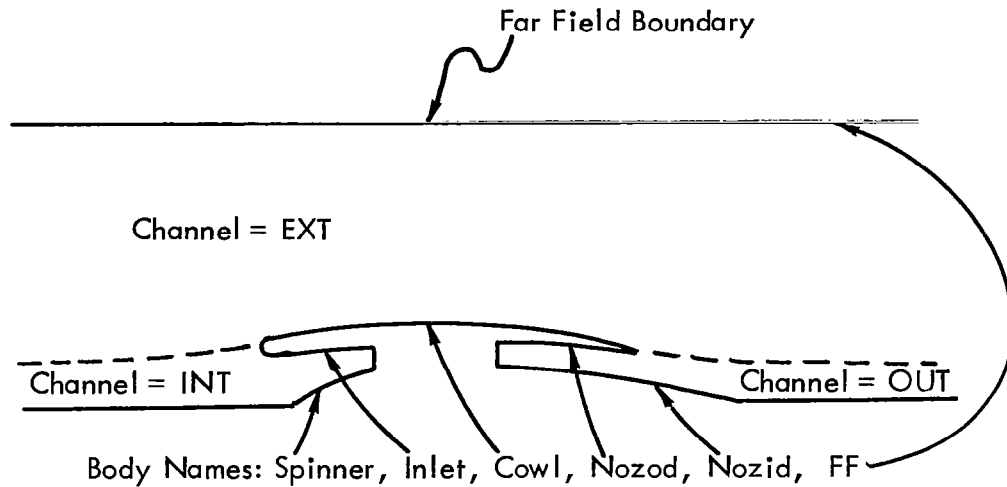 Far Field Boundary
Channel = EXT
Channel = INT
Channel = OUT
Body Names: Spinner, Inlet, Cowl, Nozod, Nozid, FF